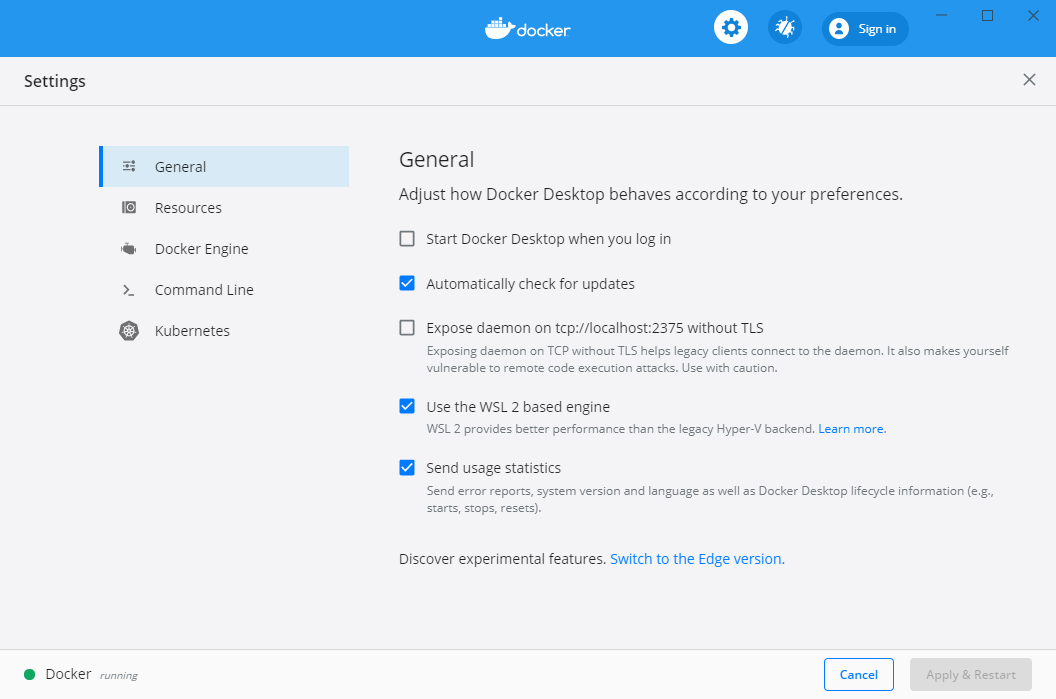 docker
Sign in
Settings
General
Resources
Docker Engine
Command Line
Kubernetes
General
Adjust how Docker Desktop behaves according to your preferences.
Start Docker Desktop when you log in
Automatically check for updates
Expose daemon on tcp://localhost:2375 without TLS
Exposing daemon on TCP without TLS helps legacy clients connect to the daemon. It also makes yourself
vulnerable to remote code execution attacks. Use with caution.
Use the WSL 2 based engine
WSL 2 provides better performance than the legacy Hyper-V backend. Learn more.
Send usage statistics
Send error reports, system version and language as well as Docker Desktop lifecycle information (e.g.,
starts, stops, resets).
Discover experimental features. Switch to the Edge version.
Docker running
Cancel
Apply & Restart